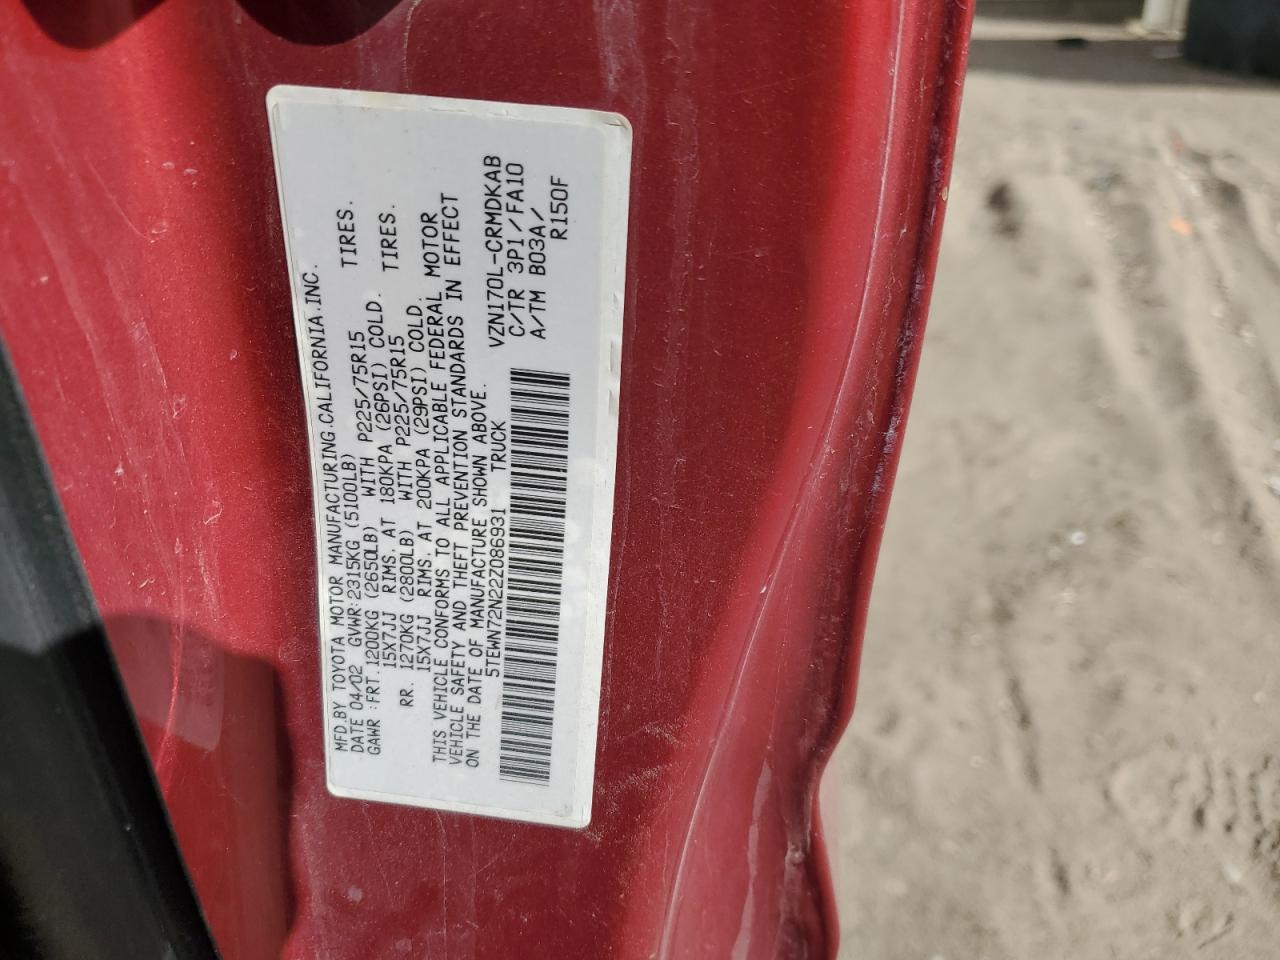 MFD.BY TOYOTA MOTOR MANUFACTURING.CALIFORNIA.INC.
DATE 04/02 GVWR:2315KG (5100LB)
GAWR :FRT.1200KG (2650LB) WITH P225/75R15 TIRES.
15X7JJ RIMS. AT 180KPA (26PSI) COLD.
RR. 1270KG (2800LB) WITH P225/75R15 TIRES.
15X7JJ RIMS. AT 200KPA (29PSI) COLD.
THIS VEHICLE CONFORMS TO ALL APPLICABLE FEDERAL MOTOR
VEHICLE SAFETY AND THEFT PREVENTION STANDARDS IN EFFECT
ON THE DATE OF MANUFACTURE SHOWN ABOVE.
5TEWN72N22Z086931 TRUCK
VZN170L-CRMDKAB
C/TR 3P1/FA10
A/TM B03A/
R150F